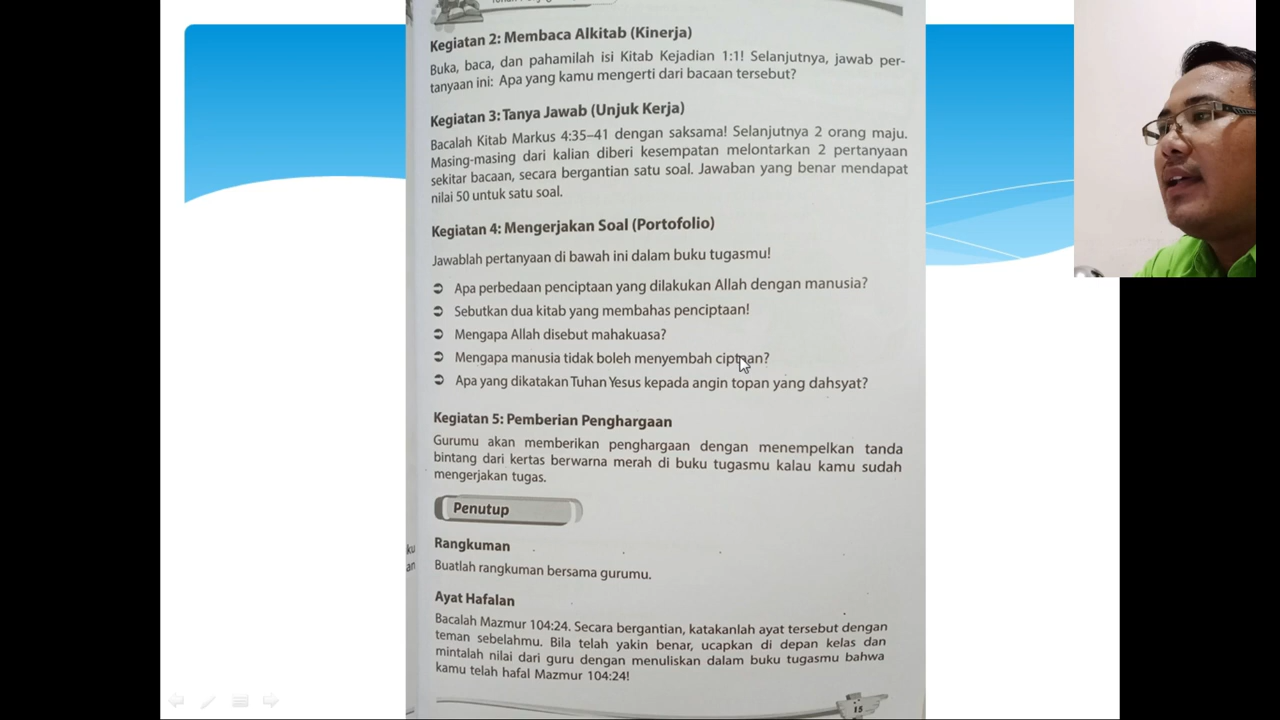 Kegiatan 2: Membaca Alkitab (Kinerja)
Buka, baca, dan pahamilah isi Kitab Kejadian 1:1! Selanjutnya, jawab per-
tanyaan ini: Apa yang kamu mengerti dari bacaan tersebut?
Kegiatan 3: Tanya Jawab (Unjuk Kerja)
Bacalah Kitab Markus 4:35–41 dengan saksama! Selanjutnya 2 orang maju.
Masing-masing dari kalian diberi kesempatan melontarkan 2 pertanyaan
sekitar bacaan, secara bergantian satu soal. Jawaban yang benar mendapat
nilai 50 untuk satu soal.
Kegiatan 4: Mengerjakan Soal (Portofolio)
Jawablah pertanyaan di bawah ini dalam buku tugasmu!
Apa perbedaan penciptaan yang dilakukan Allah dengan manusia?
Sebutkan dua kitab yang membahas penciptaan!
Mengapa Allah disebut mahakuasa?
Mengapa manusia tidak boleh menyembah ciptaan?
Apa yang dikatakan Tuhan Yesus kepada angin topan yang dahsyat?
Kegiatan 5: Pemberian Penghargaan
Gurumu akan memberikan penghargaan dengan menempelkan tanda
bintang dari kertas berwarna merah di buku tugasmu kalau kamu sudah
mengerjakan tugas.
Penutup
Rangkuman
ku
an
Buatlah rangkuman bersama gurumu.
Ayat Hafalan
Bacalah Mazmur 104:24. Secara bergantian, katakanlah ayat tersebut dengan
teman sebelahmu. Bila telah yakin benar, ucapkan di depan kelas dan
mintalah nilai dari guru dengan menuliskan dalam buku tugasmu bahwa
kamu telah hafal Mazmur 104:24!
15